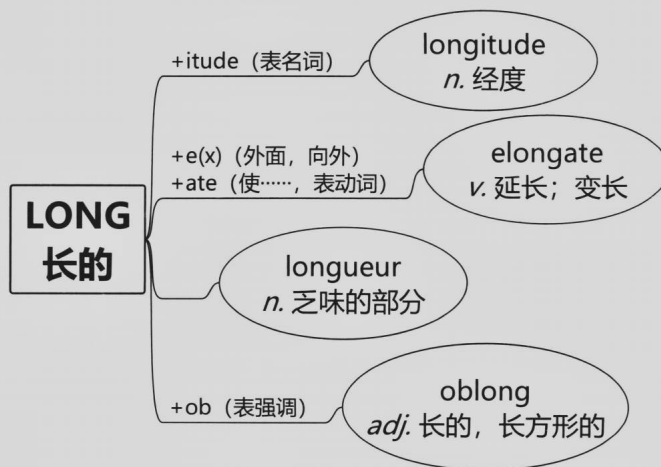 LONG
长的
+itude（表名词）
longitude
n. 经度
+e(x)（外面，向外）
+ate（使……，表动词）
elongate
v. 延长；变长
longueur
n. 乏味的部分
+ob（表强调）
oblong
adj. 长的，长方形的